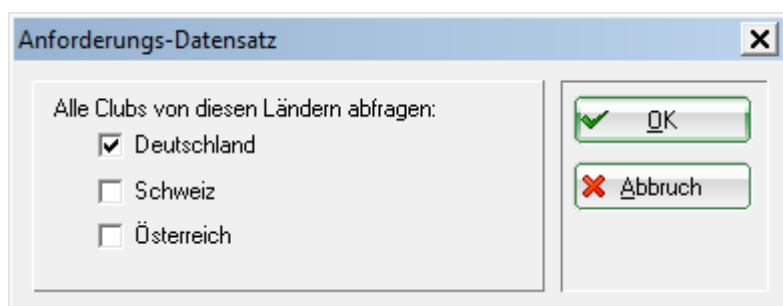 Anforderungs-Datensatz
Alle Clubs von diesen Ländern abfragen:
Deutschland
Schweiz
Österreich
OK
Abbruch